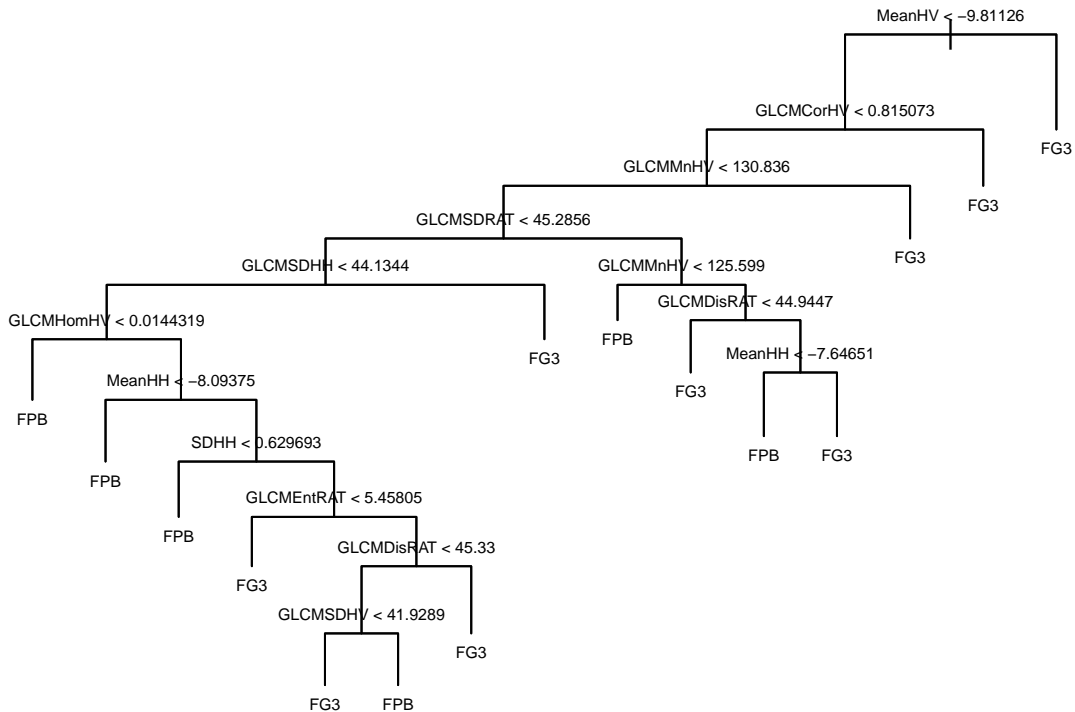 MeanHV < −9.81126
GLCMCorHV < 0.815073
FG3
GLCMMnHV < 130.836
FG3
GLCMSDRAT < 45.2856
FG3
GLCMSDHH < 44.1344
GLCMMnHV < 125.599
GLCMDisRAT < 44.9447
GLCMHomHV < 0.0144319
FPB
FG3
MeanHH < −7.64651
FG3
MeanHH < −8.09375
FPB
SDHH < 0.629693
FPB
FG3
FPB
GLCMEntRAT < 5.45805
FPB
GLCMDisRAT < 45.33
FG3
GLCMSDHV < 41.9289
FG3
FG3
FPB